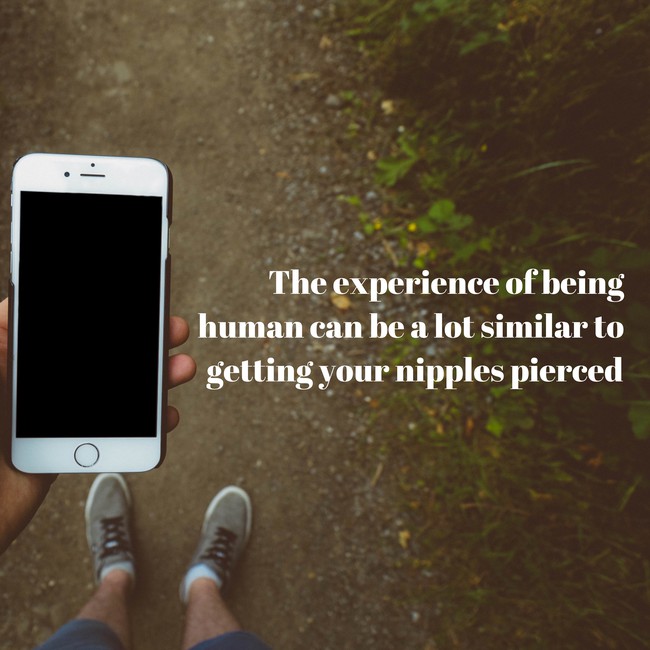 The experience of being
human can be a lot similar to
getting your nipples pierced